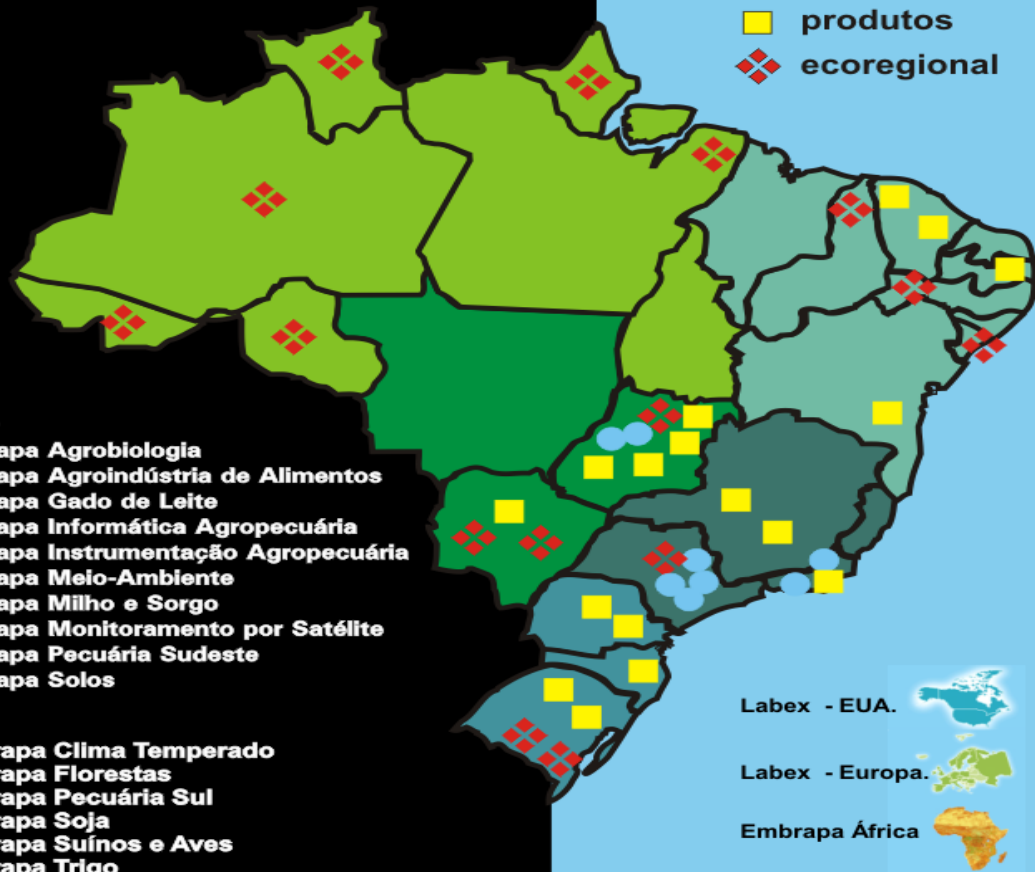 produtos
ecoregional
apa Agrobiologia
apa Agroindústria de Alimentos
apa Gado de Leite
apa Informática Agropecuária
apa Instrumentação Agropecuária
apa Meio-Ambiente
apa Milho e Sorgo
apa Monitoramento por Satélite
apa Pecuária Sudeste
apa Solos
rapa Clima Temperado
rapa Florestas
rapa Pecuária Sul
rapa Soja
rapa Suínos e Aves
rapa Trigo
Labex - EUA.
Labex - Europa.
Embrapa África